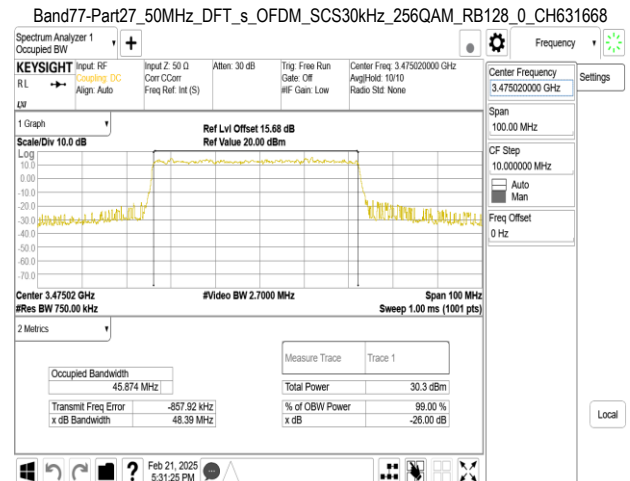 Band77-Part27_50MHz_DFT_s_OFDM_SCS30kHz_256QAM_RB128_0_CH631668
Spectrum Analyzer 1
Occupied BW
Frequency
KEYSIGHT
Input: RF
Coupling: DC
Align: Auto
Input Z: 50 Ω
Corr CCorr
Freq Ref: Int (S)
Atten: 30 dB
Trig: Free Run
Gate: Off
#IF Gain: Low
Center Freq: 3.475020000 GHz
Avg|Hold: 10/10
Radio Std: None
RL
LXI
Center Frequency
3.475020000 GHz
Settings
Span
100.00 MHz
CF Step
10.000000 MHz
Auto
Man
Freq Offset
0 Hz
1 Graph
Scale/Div 10.0 dB
Ref Lvl Offset 15.68 dB
Ref Value 20.00 dBm
Log
10.0
0.00
-10.0
-20.0
-30.0
-40.0
-50.0
-60.0
-70.0
Center 3.47502 GHz
#Res BW 750.00 kHz
#Video BW 2.7000 MHz
Span 100 MHz
Sweep 1.00 ms (1001 pts)
2 Metrics
Measure Trace
Trace 1
Occupied Bandwidth
45.874 MHz
Total Power
30.3 dBm
Transmit Freq Error
-857.92 kHz
% of OBW Power
99.00 %
x dB Bandwidth
48.39 MHz
x dB
-26.00 dB
Local
Feb 21, 2025
5:31:25 PM